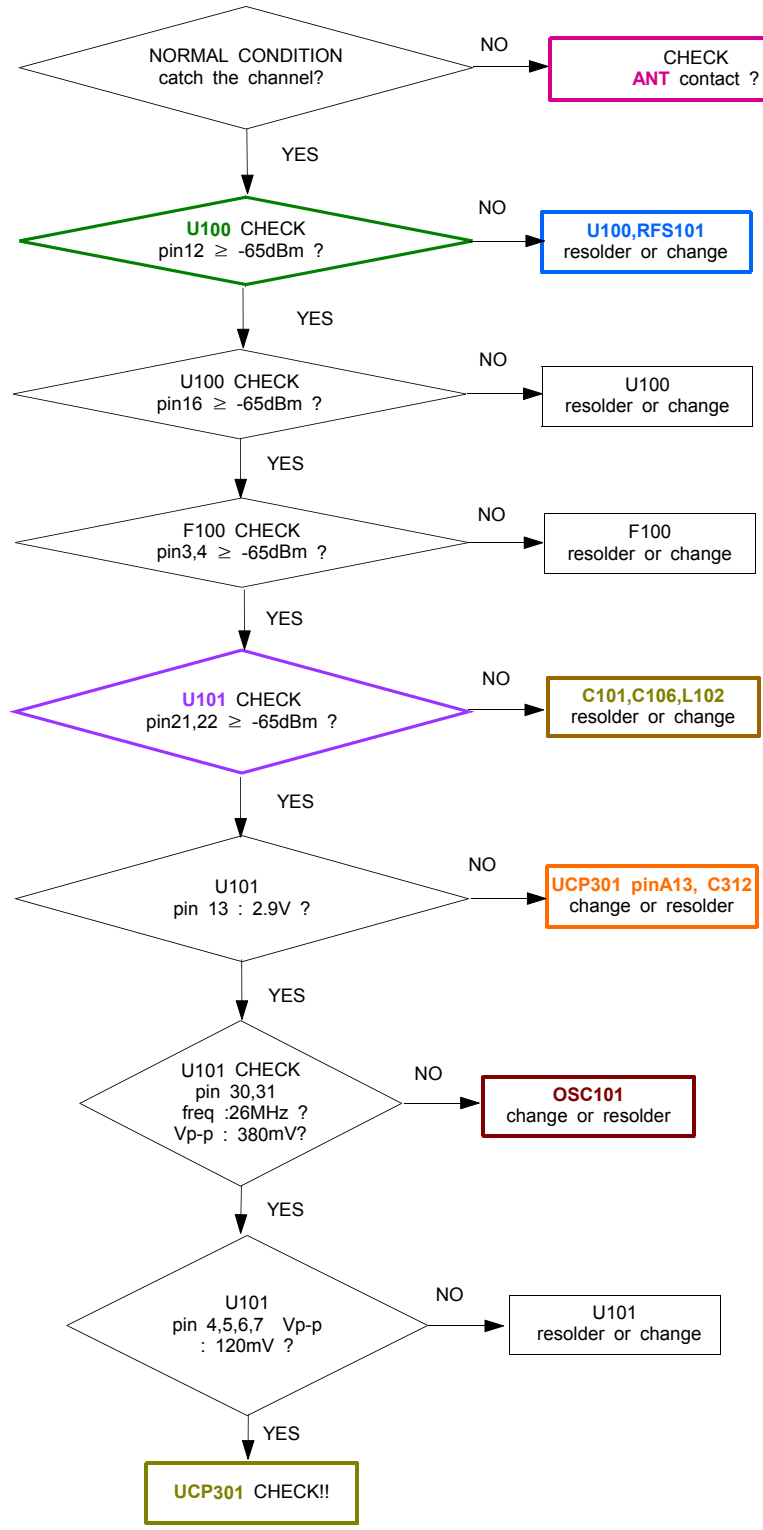 NORMAL CONDITION
catch the channel?
NO
CHECK
ANT contact ?
YES
U100 CHECK
pin12 ≥ -65dBm ?
NO
U100,RFS101
resolder or change
YES
U100 CHECK
pin16 ≥ -65dBm ?
NO
U100
resolder or change
YES
F100 CHECK
pin3,4 ≥ -65dBm ?
NO
F100
resolder or change
YES
U101 CHECK
pin21,22 ≥ -65dBm ?
NO
C101,C106,L102
resolder or change
YES
U101
pin 13 : 2.9V ?
NO
UCP301 pinA13, C312
change or resolder
YES
U101 CHECK
pin 30,31
freq :26MHz ?
Vp-p : 380mV?
NO
OSC101
change or resolder
YES
U101
pin 4,5,6,7 Vp-p
: 120mV ?
NO
U101
resolder or change
YES
UCP301 CHECK!!